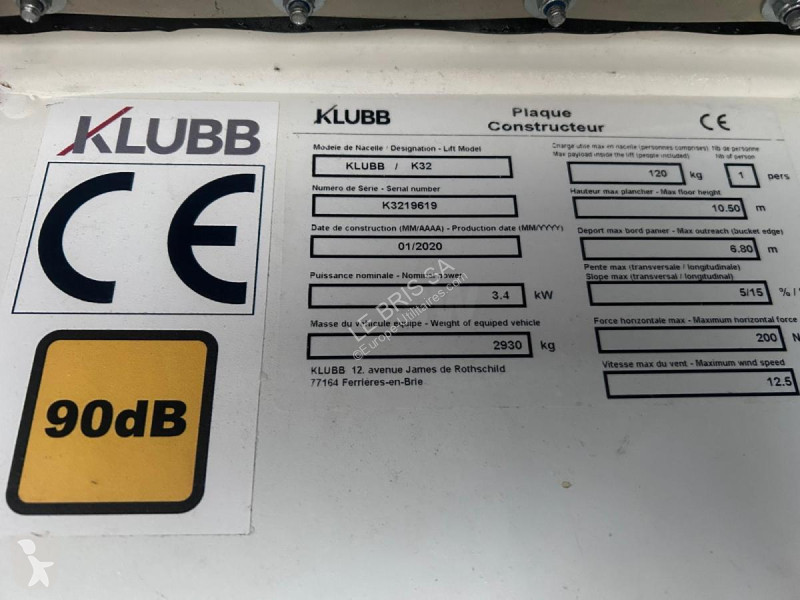 KLUBB
CE
90dB
KLUBB
Plaque
Constructeur
CE
Modele de Nacelle / Designation - Lift Model
KLUBB / K32
Numero de Série - Serial number
K3219619
Date de construction (MM/AAAA) - Production date (MM/YYYY)
01/2020
Puissance nominale - Nominal power
3.4 kW
Masse du véhicule équipé - Weight of equiped vehicle
2930 kg
KLUBB 12, avenue James de Rothschild
77164 Ferrières-en-Brie
Charge utile max en nacelle (personnes comprises) Nb de personne
Max payload inside the lift (people included) Nb of person
120 kg 1 pers
Hauteur max plancher - Max floor height
10.50 m
Deport max bord panier - Max outreach (bucket edge)
6.80 m
Pente max (transversale / longitudinale)
Slope max (transversal / longitudinal)
5/15 % /
Force horizontale max - Maximum horizontal force
200 N
Vitesse max du vent - Maximum wind speed
12.5
LE BRIS SA
©EuropeUtilitaires.com